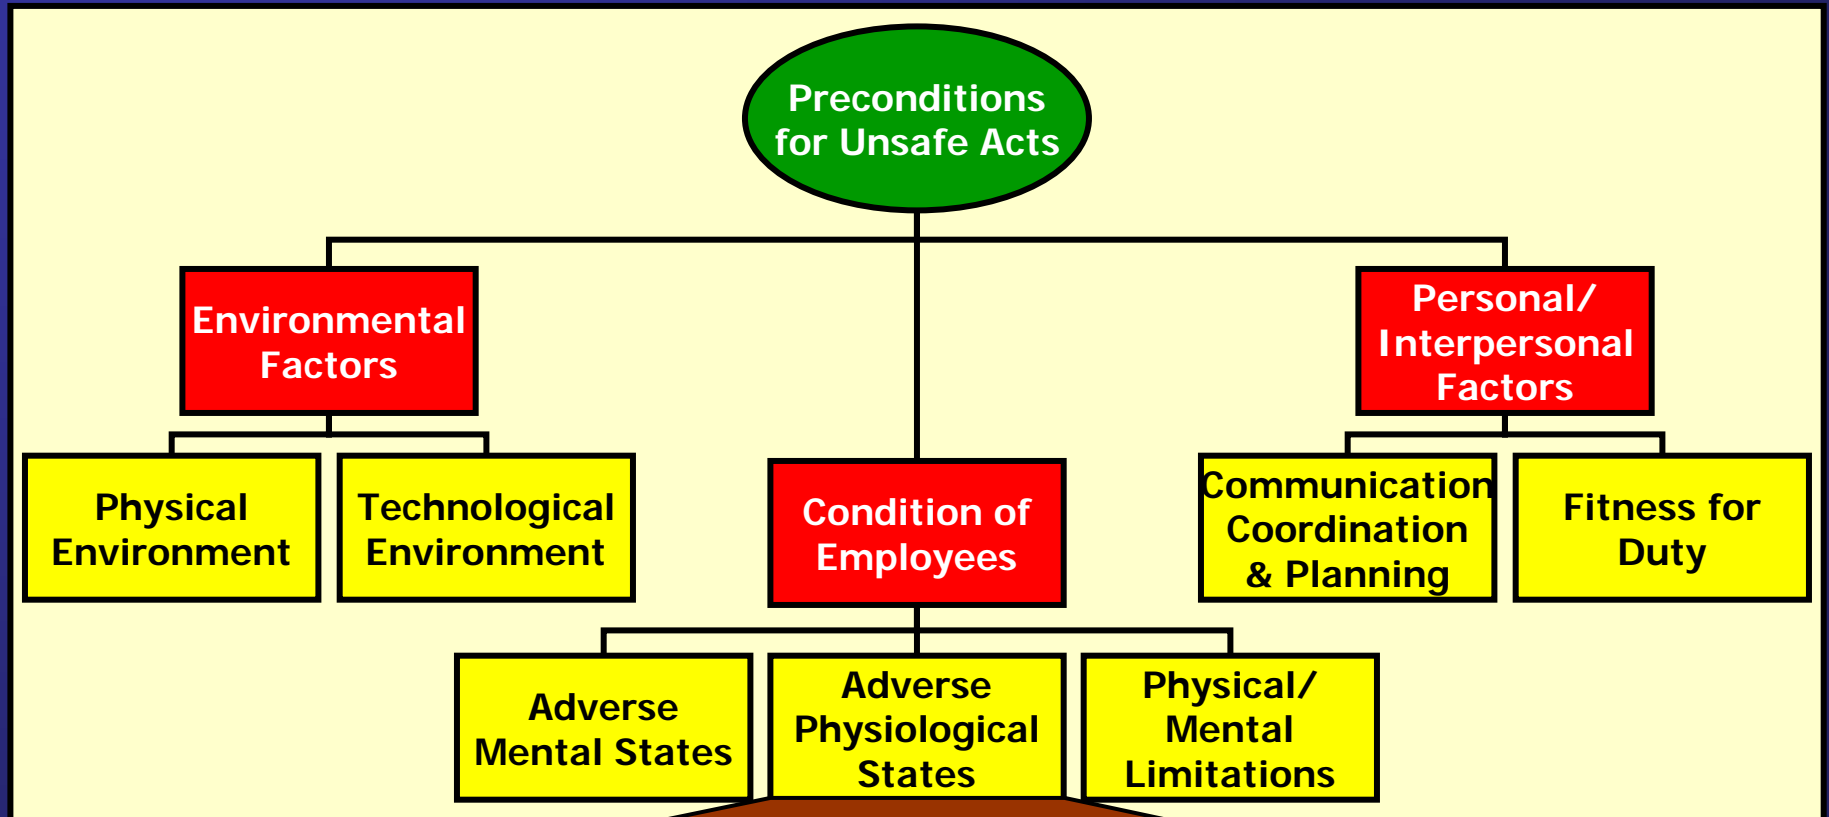 Preconditions
for Unsafe Acts
Environmental
Factors
Personal/
Interpersonal
Factors
Physical
Environment
Technological
Environment
Condition of
Employees
Communication
Coordination
& Planning
Fitness for
Duty
Adverse
Mental States
Adverse
Physiological
States
Physical/
Mental
Limitations